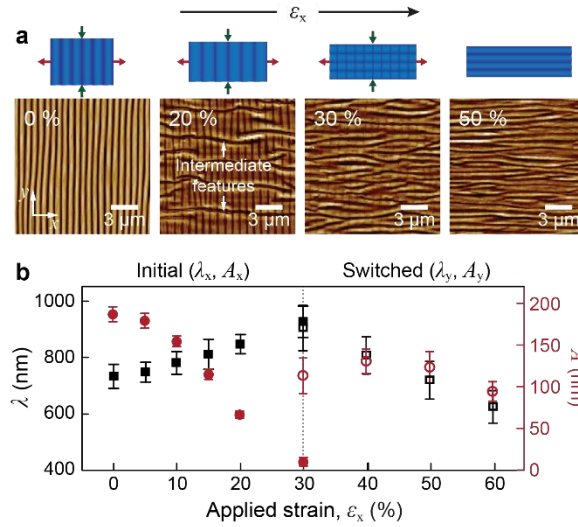 εx
a
0 %
20 %
30 %
50 %
Intermediate
features
y
x
3 μm
3 μm
3 μm
3 μm
b
Initial (λx, Ax)
Switched (λy, Ay)
1000
800
600
400
λ (nm)
200
150
100
50
0
0
10
20
30
40
50
60
Applied strain, εx (%)